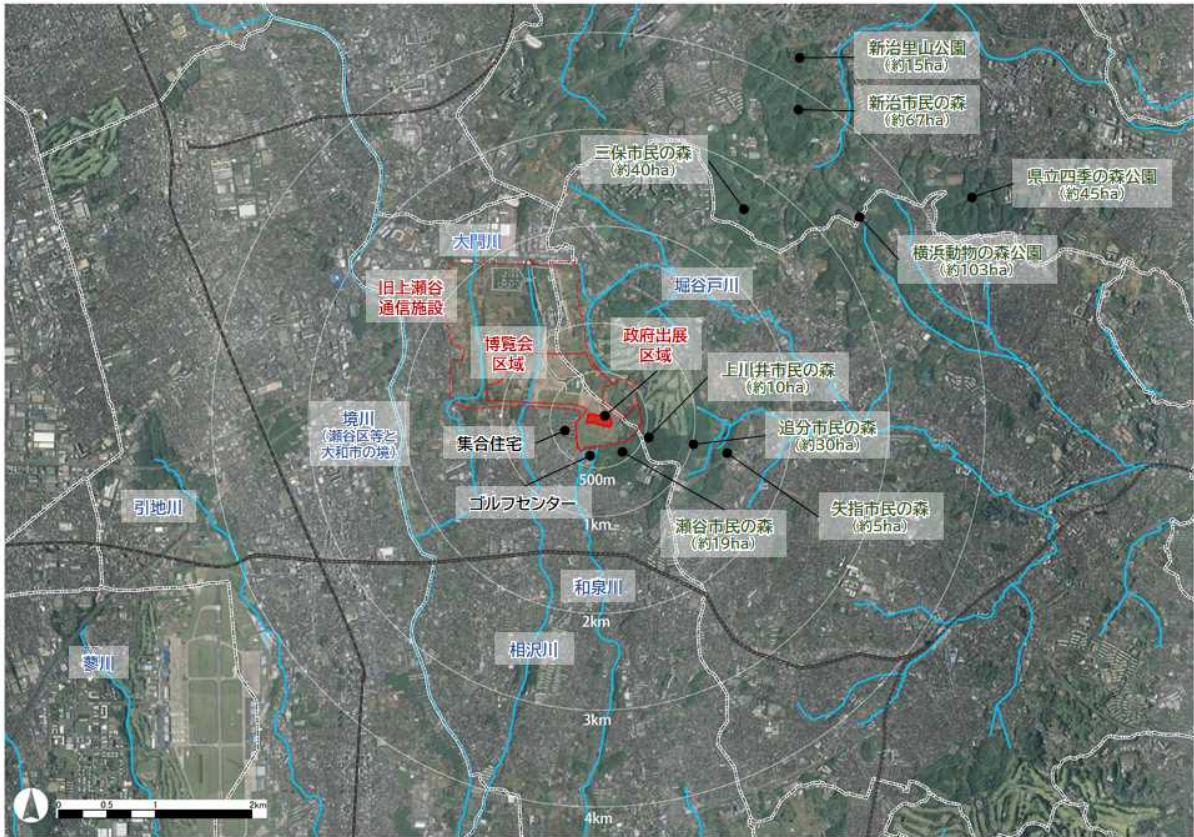 新治里山公園
(約15ha)
新治市民の森
(約67ha)
三保市民の森
(約40ha)
県立四季の森公園
(約45ha)
横浜動物の森公園
(約103ha)
大門川
堀谷戸川
旧上瀬谷
通信施設
博覧会
区域
政府出展
区域
上川井市民の森
(約10ha)
追分市民の森
(約30ha)
境川
(瀬谷区等と
大和市の境)
集合住宅
ゴルフセンター
500m
矢指市民の森
(約5ha)
瀬谷市民の森
(約19ha)
1km
引地川
和泉川
2km
相沢川
蓼川
3km
4km
0 0.5 1 2km